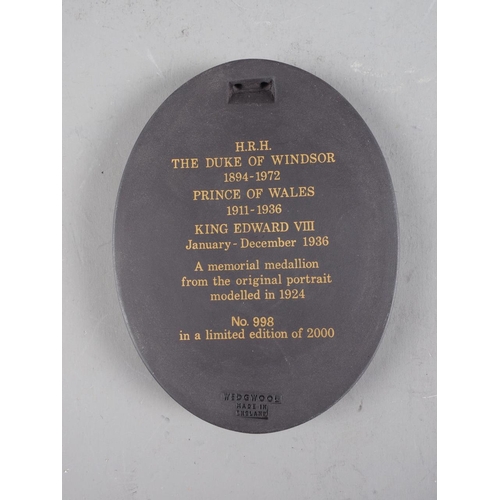 H.R.H.
THE DUKE OF WINDSOR
1894-1972
PRINCE OF WALES
1911-1936
KING EDWARD VIII
January-December 1936
A memorial medallion
from the original portrait
modelled in 1924
No. 998
in a limited edition of 2000
WEDGWOOD
MADE IN
ENGLAND